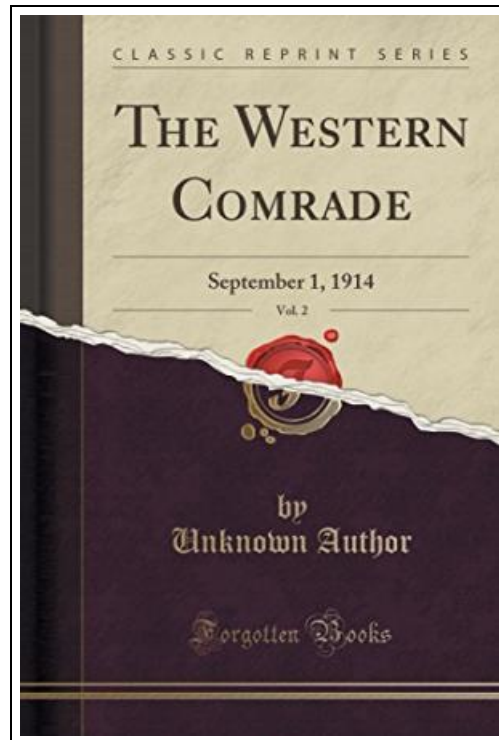 CLASSIC REPRINT SERIES
THE WESTERN
COMRADE
September 1, 1914
Vol. 2
F
by
Unknown Author
Forgotten Books